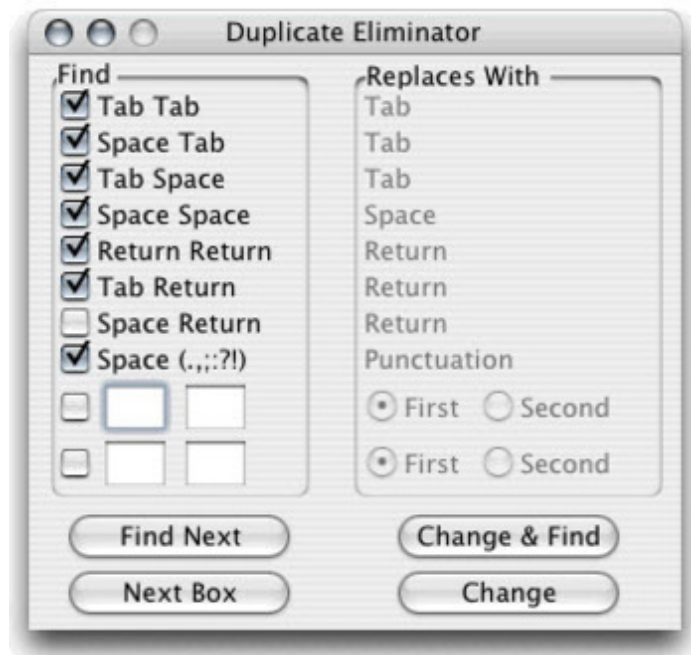 Duplicate Eliminator
Find
Replaces With
Tab Tab
Tab
Space Tab
Tab
Tab Space
Tab
Space Space
Space
Return Return
Return
Tab Return
Return
Space Return
Return
Space (.,;:?!)
Punctuation
First Second
First Second
Find Next
Change & Find
Next Box
Change